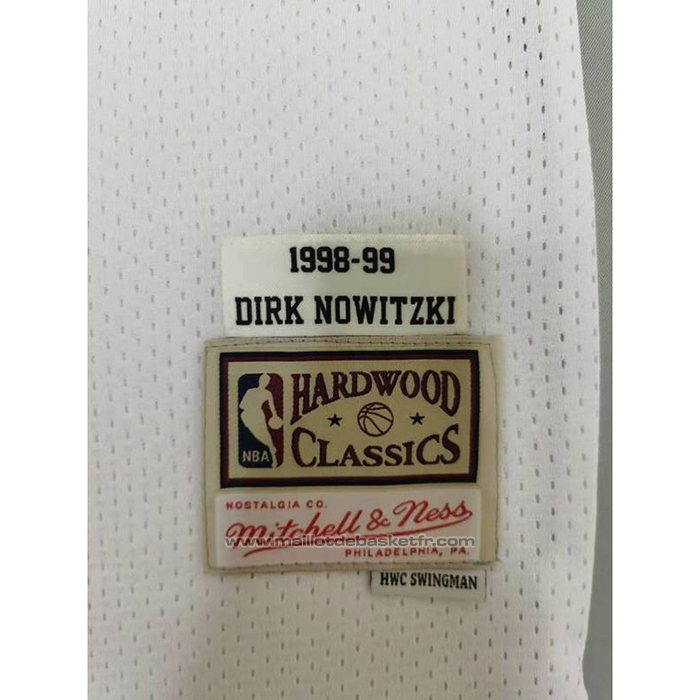 1998-99
DIRK NOWITZKI
HARDWOOD
CLASSICS
NBA
NOSTALGIA CO.
Mitchell & Ness
www.maillotdebasketfr.com
PHILADELPHIA, PA.
HWC SWINGMAN